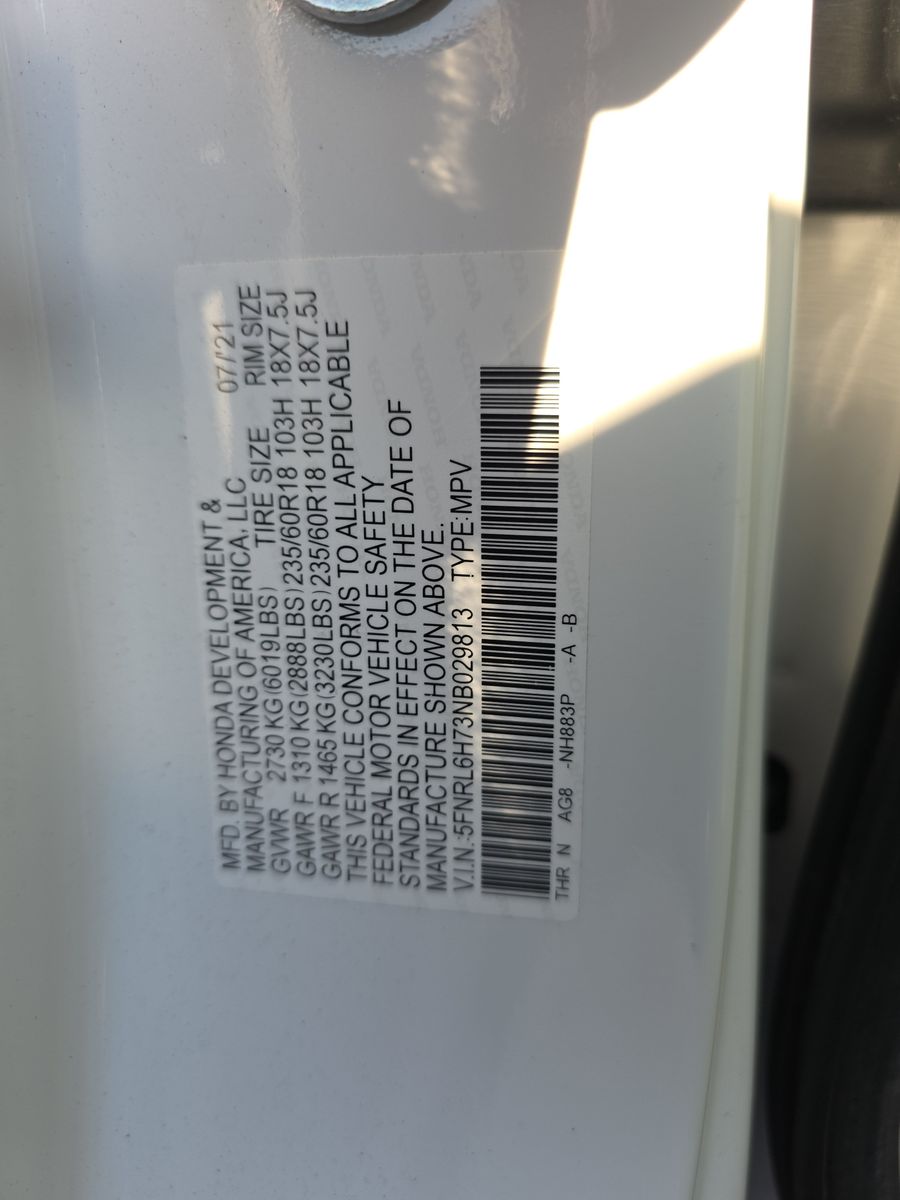 MFD. BY HONDA DEVELOPMENT &
MANUFACTURING OF AMERICA, LLC 07/'21
GVWR 2730 KG(6019LBS) TIRE SIZE RIM SIZE
GAWR F 1310 KG(2888LBS)235/60R18 103H 18X7.5J
GAWR R 1465 KG(3230LBS)235/60R18 103H 18X7.5J
THIS VEHICLE CONFORMS TO ALL APPLICABLE
FEDERAL MOTOR VEHICLE SAFETY
STANDARDS IN EFFECT ON THE DATE OF
MANUFACTURE SHOWN ABOVE.
V.I.N.:5FNRL6H73NB029813 TYPE:MPV
THR N AG8 -NH883P -A -B